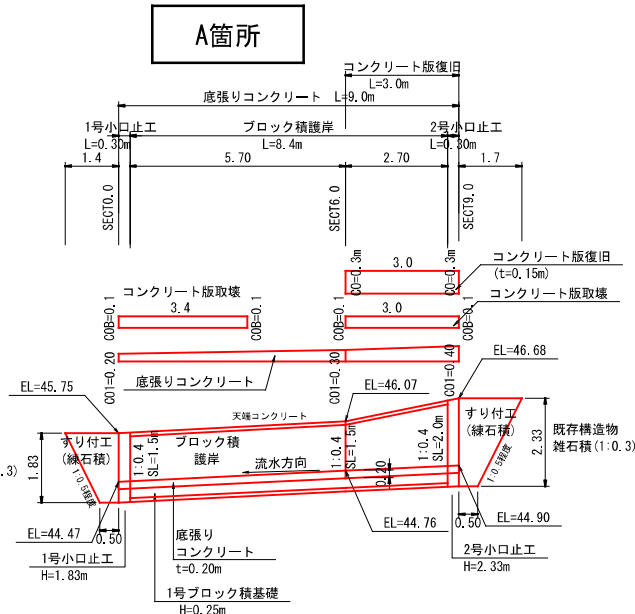 A箇所
コンクリート版復旧
L=3.0m
底張りコンクリート L=9.0m
1号小口止工
L=0.30m
ブロック積護岸
L=8.4m
2号小口止工
L=0.30m
1.4
5.70
2.70
1.7
SECT0.0
SECT6.0
SECT9.0
CO=0.3m
3.0
CO=0.3m
コンクリート版復旧
(t=0.15m)
コンクリート版取壊
コンクリート版取壊
COB=0.1
3.4
COB=0.1
COB=0.1
3.0
COB=0.1
CO1=0.20
底張りコンクリート
CO1=0.30
CO1=0.40
EL=46.68
EL=45.75
EL=46.07
天端コンクリート
すり付工
(練石積)
1:0.5程度
1.83
3)
1:0.4
SL=1.5m
ブロック積
護岸
流水方向
1:0.4
SL=1.5m
0.20
1:0.4
SL=2.0m
すり付工
(練石積)
1:0.5程度
2.33
既存構造物
雑石積(1:0.3)
EL=44.47
0.50
EL=44.76
0.50
EL=44.90
1号小口止工
H=1.83m
底張り
コンクリート
t=0.20m
1号ブロック積基礎
H=0.25m
2号小口止工
H=2.33m